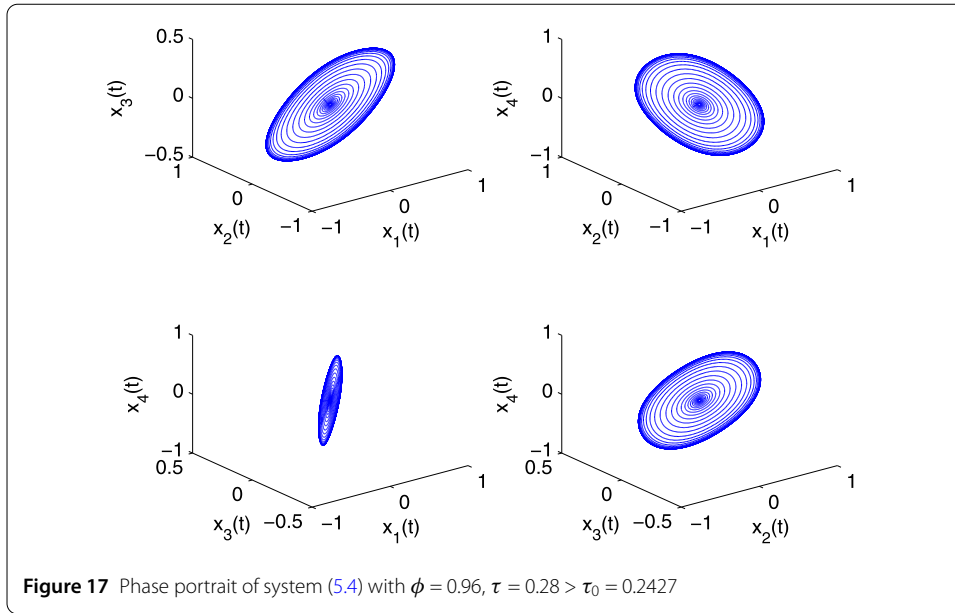 0.5
0
−0.5
1
0
−1
−1
0
1
x3(t)
x2(t)
x1(t)
1
0
−1
1
0
−1
−1
0
1
x4(t)
x2(t)
x1(t)
1
0
−1
0.5
0
−0.5
−1
0
1
x4(t)
x3(t)
x1(t)
1
0
−1
0.5
0
−0.5
−1
0
1
x4(t)
x3(t)
x2(t)
Figure 17 Phase portrait of system (5.4) with ϕ = 0.96, τ = 0.28 > τ0 = 0.2427